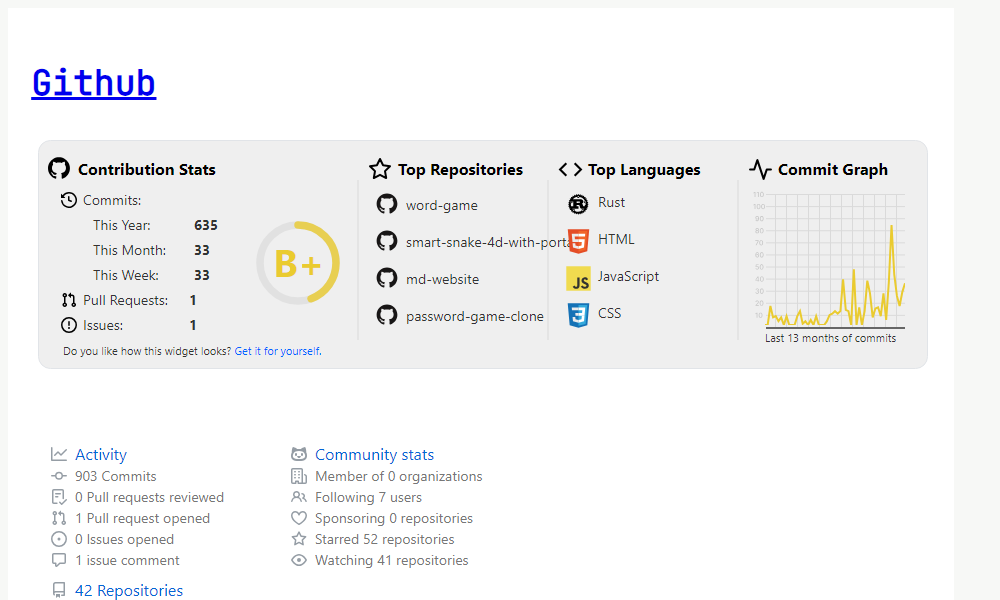 Github
Contribution Stats
Commits:
This Year: 635
This Month: 33
This Week: 33
Pull Requests: 1
Issues: 1
Do you like how this widget looks? Get it for yourself.
B+
Top Repositories
word-game
smart-snake-4d-with-porta
md-website
password-game-clone
Top Languages
Rust
HTML
JS JavaScript
CSS
Commit Graph
110
100
90
80
70
60
50
40
30
20
10
Last 13 months of commits
Activity
903 Commits
0 Pull requests reviewed
1 Pull request opened
0 Issues opened
1 issue comment
42 Repositories
Community stats
Member of 0 organizations
Following 7 users
Sponsoring 0 repositories
Starred 52 repositories
Watching 41 repositories